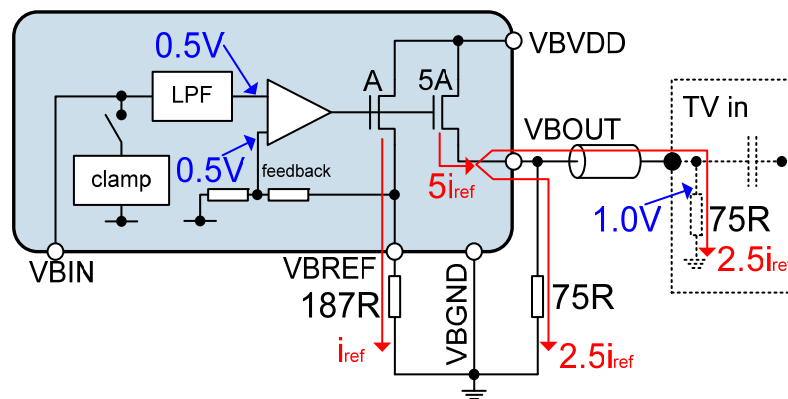 0.5V
VBVDD
A
5A
LPF
TV in
VBOUT
0.5V
feedback
clamp
5iref
1.0V
75R
2.5iref
VBIN
VBREF
187R
VBGND
75R
iref
2.5iref